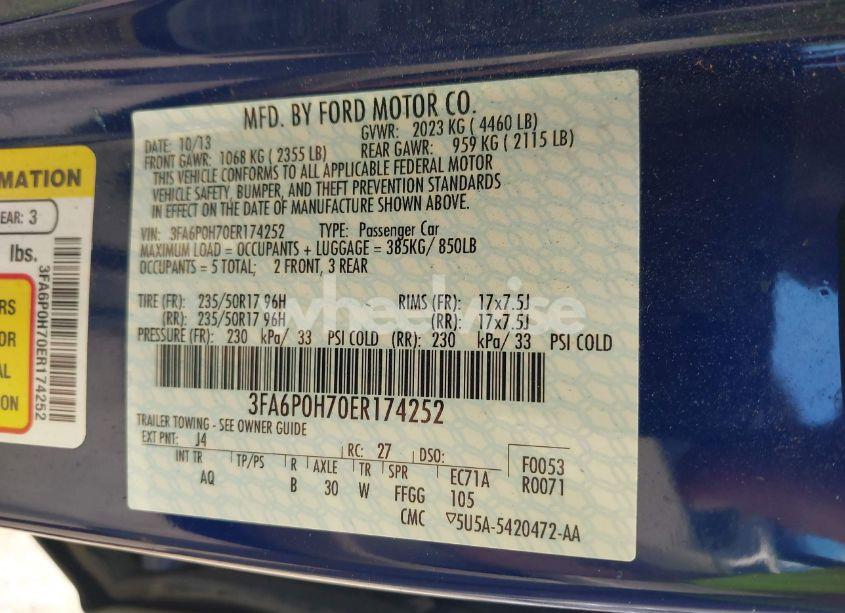 MFD. BY FORD MOTOR CO.
DATE: 10/13 GVWR: 2023 KG ( 4460 LB)
FRONT GAWR: 1068 KG ( 2355 LB) REAR GAWR: 959 KG ( 2115 LB)
THIS VEHICLE CONFORMS TO ALL APPLICABLE FEDERAL MOTOR
VEHICLE SAFETY, BUMPER, AND THEFT PREVENTION STANDARDS
IN EFFECT ON THE DATE OF MANUFACTURE SHOWN ABOVE.
VIN: 3FA6P0H70ER174252 TYPE: Passenger Car
MAXIMUM LOAD = OCCUPANTS + LUGGAGE = 385KG/ 850LB
OCCUPANTS = 5 TOTAL; 2 FRONT, 3 REAR
TIRE (FR): 235/50R17 96H RIMS (FR): 17x7.5J
(RR): 235/50R17 96H (RR): 17x7.5J
PRESSURE (FR): 230 kPa/ 33 PSI COLD (RR): 230 kPa/ 33 PSI COLD
3FA6P0H70ER174252
TRAILER TOWING - SEE OWNER GUIDE
EXT PNT: J4 RC: 27 DSO: F0053
INT TR TP/PS R AXLE TR SPR EC71A R0071
AQ B 30 W FFGG 105
CMC ▽5U5A-5420472-AA
MATION
EAR: 3
lbs.
RS
OR
AL
ION
3FA6P0H70ER174252
wheelwise